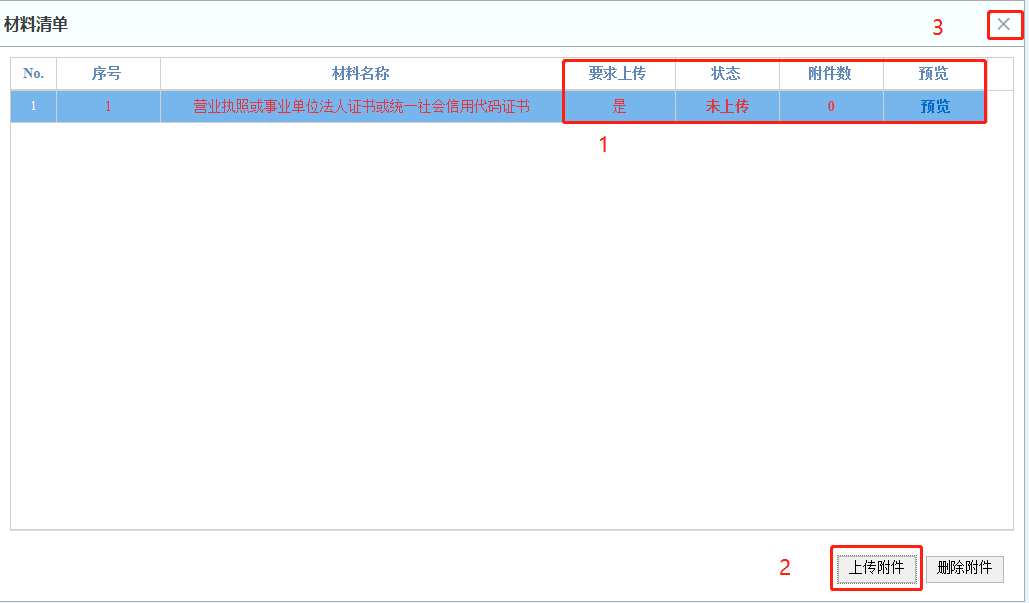 材料清单 3
No. 序号 材料名称 要求上传 状态 附件数 预览
1 1 营业执照或事业单位法人证书或统一社会信用代码证书 是 未上传 0 预览
1
2 上传附件 删除附件